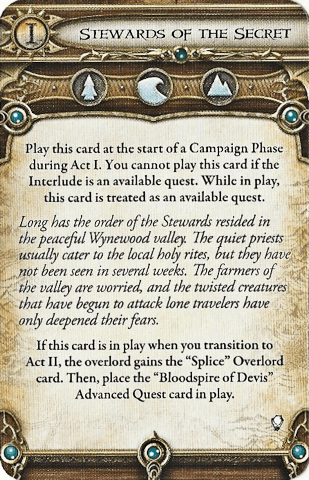 I
Stewards of the Secret
Play this card at the start of a Campaign Phase
during Act I. You cannot play this card if the
Interlude is an available quest. While in play,
this card is treated as an available quest.
Long has the order of the Stewards resided in
the peaceful Wynewood valley. The quiet priests
usually cater to the local holy rites, but they have
not been seen in several weeks. The farmers of
the valley are worried, and the twisted creatures
that have begun to attack lone travelers have
only deepened their fears.
If this card is in play when you transition to
Act II, the overlord gains the “Splice” Overlord
card. Then, place the “Bloodspire of Devis”
Advanced Quest card in play.